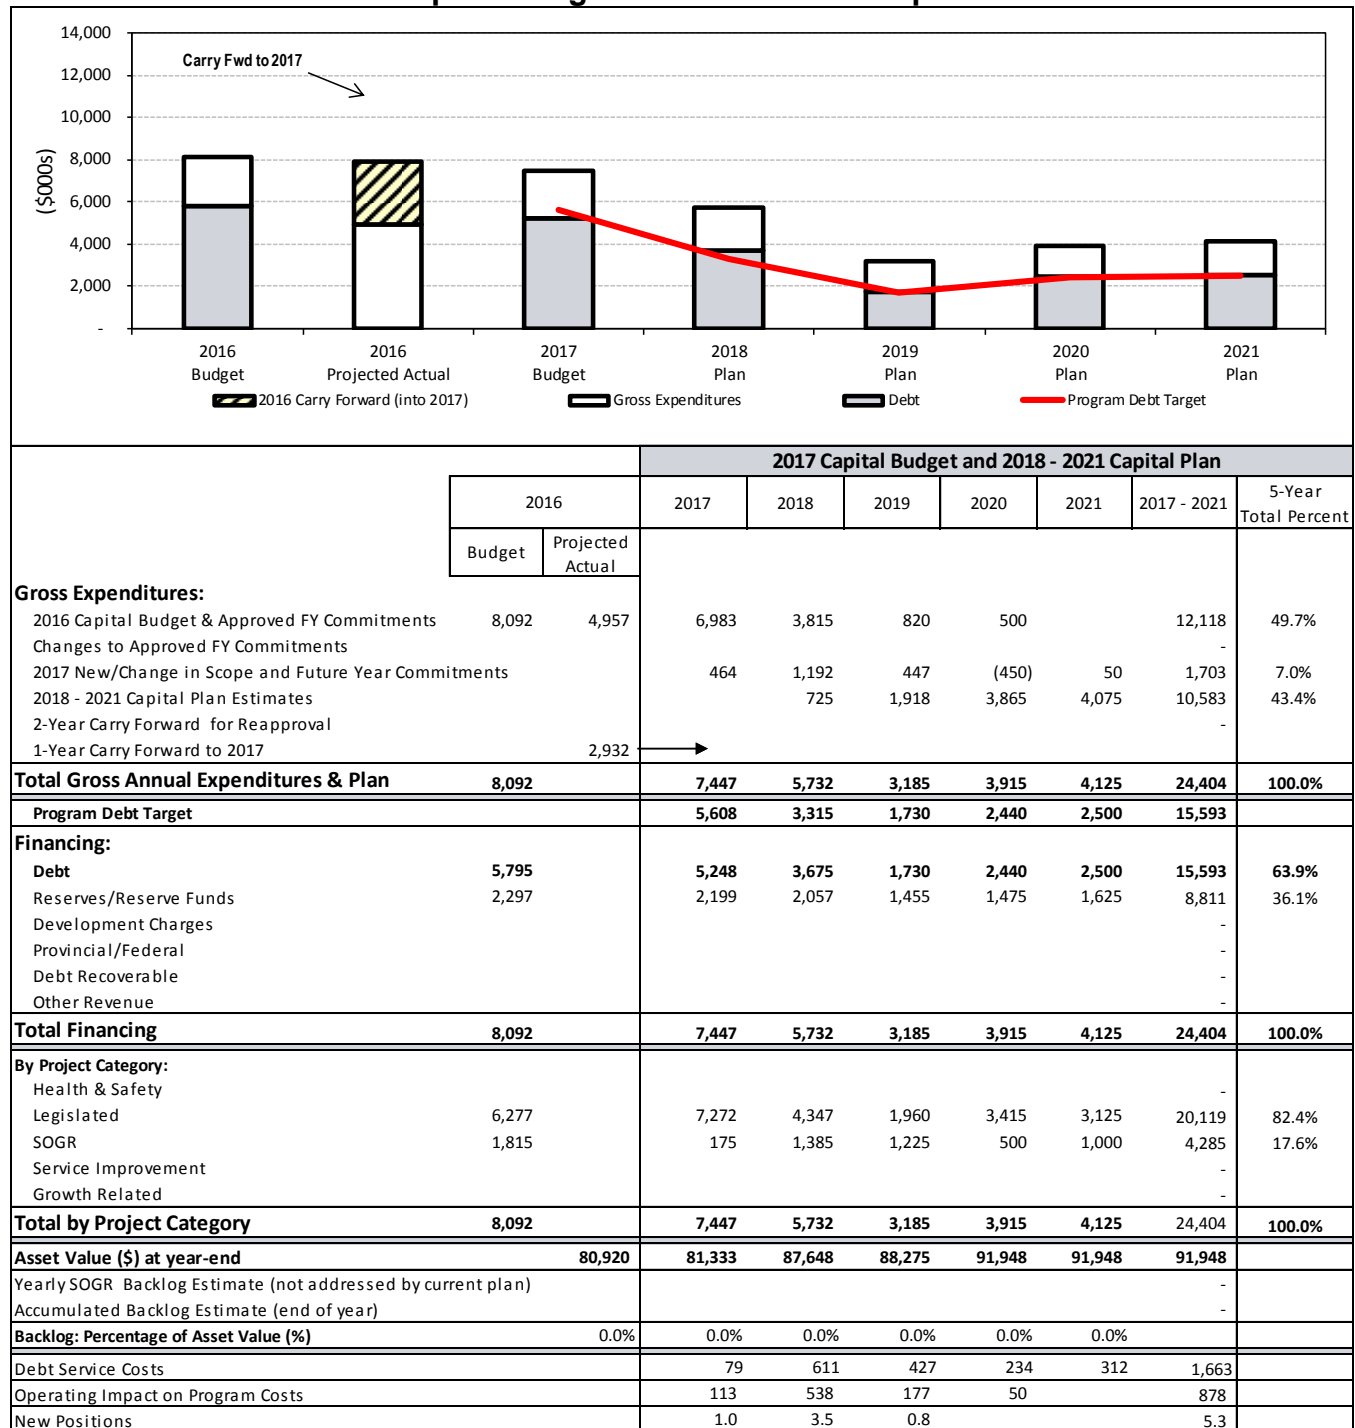 14,000
12,000
10,000
8,000
6,000
4,000
2,000
-
($000s)
Carry Fwd to 2017
2016 Budget
2016 Projected Actual
2017 Budget
2018 Plan
2019 Plan
2020 Plan
2021 Plan
2016 Carry Forward (into 2017) Gross Expenditures Debt Program Debt Target
2017 Capital Budget and 2018 - 2021 Capital Plan
2016 2017 2018 2019 2020 2021 2017 - 2021 5-Year Total Percent
Budget Projected Actual
Gross Expenditures:
2016 Capital Budget & Approved FY Commitments 8,092 4,957 6,983 3,815 820 500 12,118 49.7%
Changes to Approved FY Commitments -
2017 New/Change in Scope and Future Year Commitments 464 1,192 447 (450) 50 1,703 7.0%
2018 - 2021 Capital Plan Estimates 725 1,918 3,865 4,075 10,583 43.4%
2-Year Carry Forward for Reapproval -
1-Year Carry Forward to 2017 2,932
Total Gross Annual Expenditures & Plan 8,092 7,447 5,732 3,185 3,915 4,125 24,404 100.0%
Program Debt Target 5,608 3,315 1,730 2,440 2,500 15,593
Financing:
Debt 5,795 5,248 3,675 1,730 2,440 2,500 15,593 63.9%
Reserves/Reserve Funds 2,297 2,199 2,057 1,455 1,475 1,625 8,811 36.1%
Development Charges -
Provincial/Federal -
Debt Recoverable -
Other Revenue -
Total Financing 8,092 7,447 5,732 3,185 3,915 4,125 24,404 100.0%
By Project Category:
Health & Safety -
Legislated 6,277 7,272 4,347 1,960 3,415 3,125 20,119 82.4%
SOGR 1,815 175 1,385 1,225 500 1,000 4,285 17.6%
Service Improvement -
Growth Related -
Total by Project Category 8,092 7,447 5,732 3,185 3,915 4,125 24,404 100.0%
Asset Value ($) at year-end 80,920 81,333 87,648 88,275 91,948 91,948 91,948
Yearly SOGR Backlog Estimate (not addressed by current plan) -
Accumulated Backlog Estimate (end of year) -
Backlog: Percentage of Asset Value (%) 0.0% 0.0% 0.0% 0.0% 0.0% 0.0%
Debt Service Costs 79 611 427 234 312 1,663
Operating Impact on Program Costs 113 538 177 50 878
New Positions 1.0 3.5 0.8 5.3